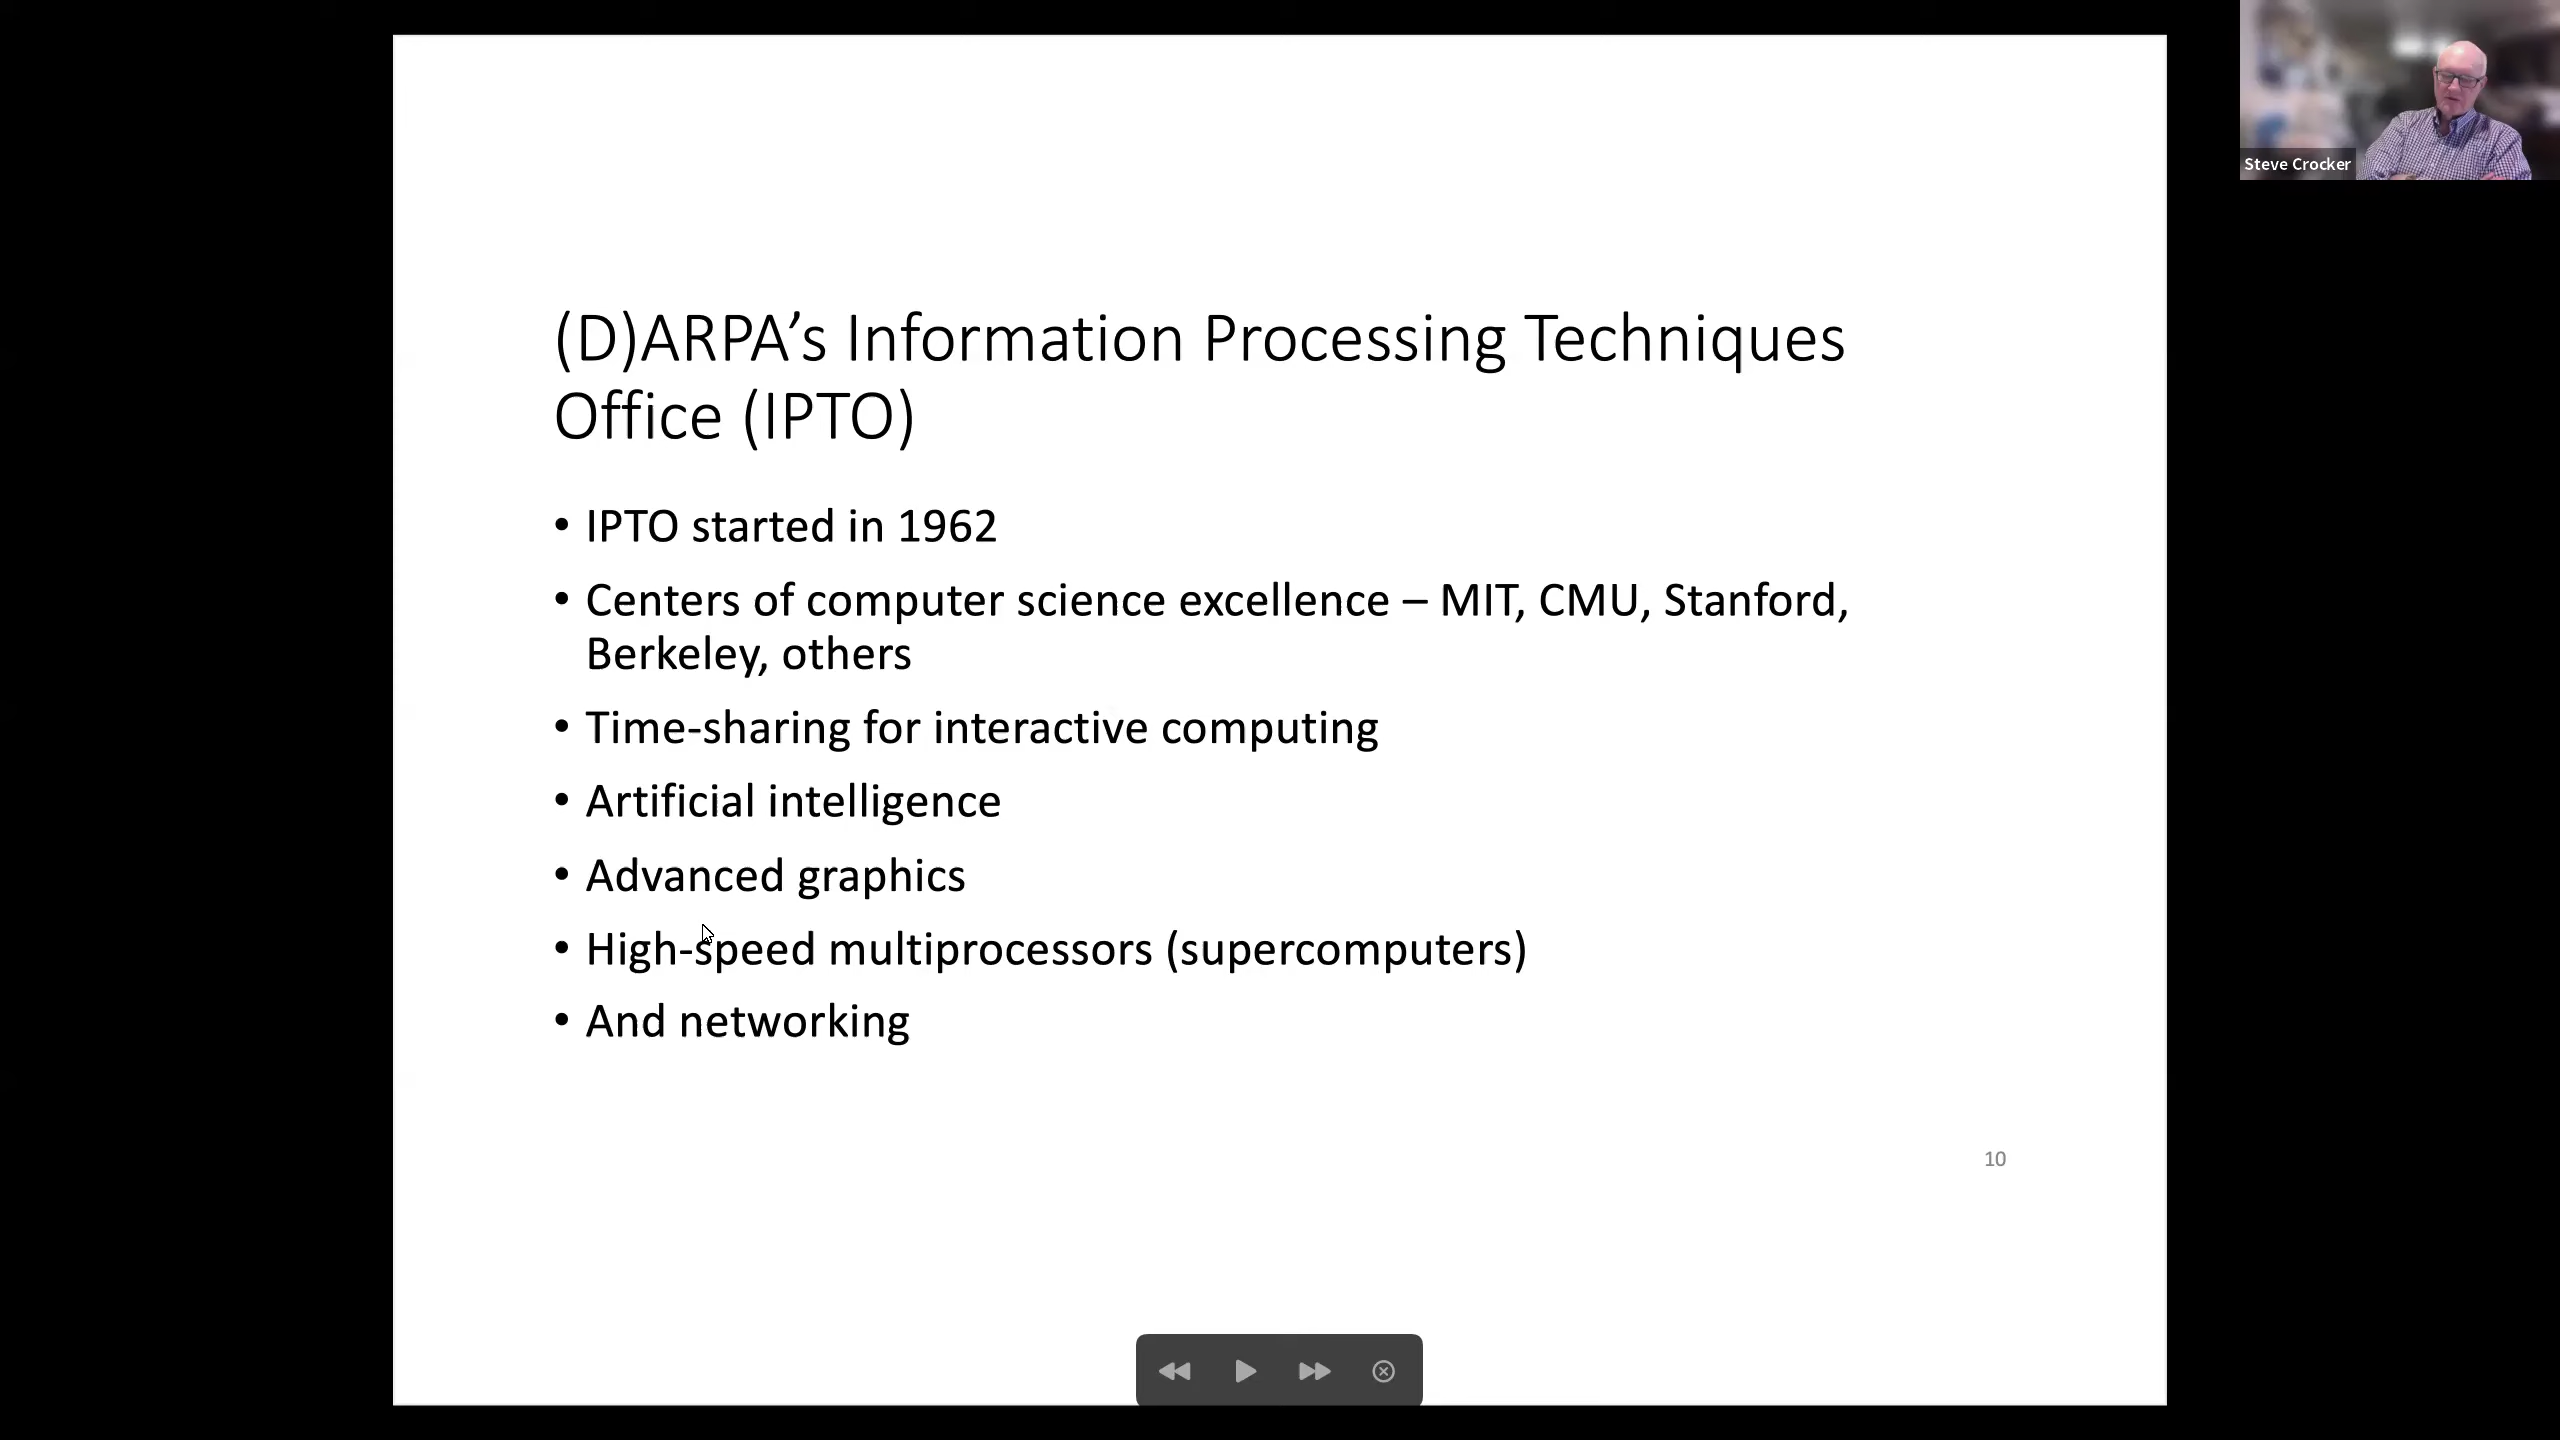 Steve Crocker
(D)ARPA’s Information Processing Techniques
Office (IPTO)
• IPTO started in 1962
• Centers of computer science excellence – MIT, CMU, Stanford,
Berkeley, others
• Time-sharing for interactive computing
• Artificial intelligence
• Advanced graphics
• High-speed multiprocessors (supercomputers)
• And networking
10